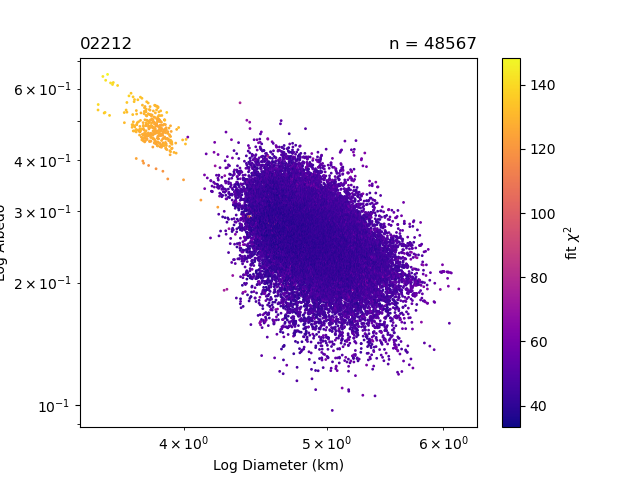 02212
n = 48567
6 × 10⁻¹
4 × 10⁻¹
3 × 10⁻¹
2 × 10⁻¹
10⁻¹
Log Albedo
4 × 10⁰
5 × 10⁰
6 × 10⁰
Log Diameter (km)
140
120
100
80
60
40
fit χ²